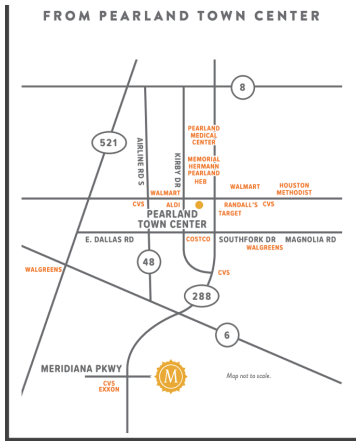 FROM PEARLAND TOWN CENTER
8
521
AIRLINE RD S
KIRBY DR
PEARLAND
MEDICAL
CENTER
MEMORIAL
HERMANN
PEARLAND
HEB
WALMART
WALMART
HOUSTON
METHODIST
CVS
ALDI
RANDALL'S
CVS
TARGET
PEARLAND
TOWN CENTER
E. DALLAS RD
COSTCO
SOUTHFORK DR
MAGNOLIA RD
WALGREENS
48
WALGREENS
CVS
288
6
MERIDIANA PKWY
M
Map not to scale.
CVS
EXXON